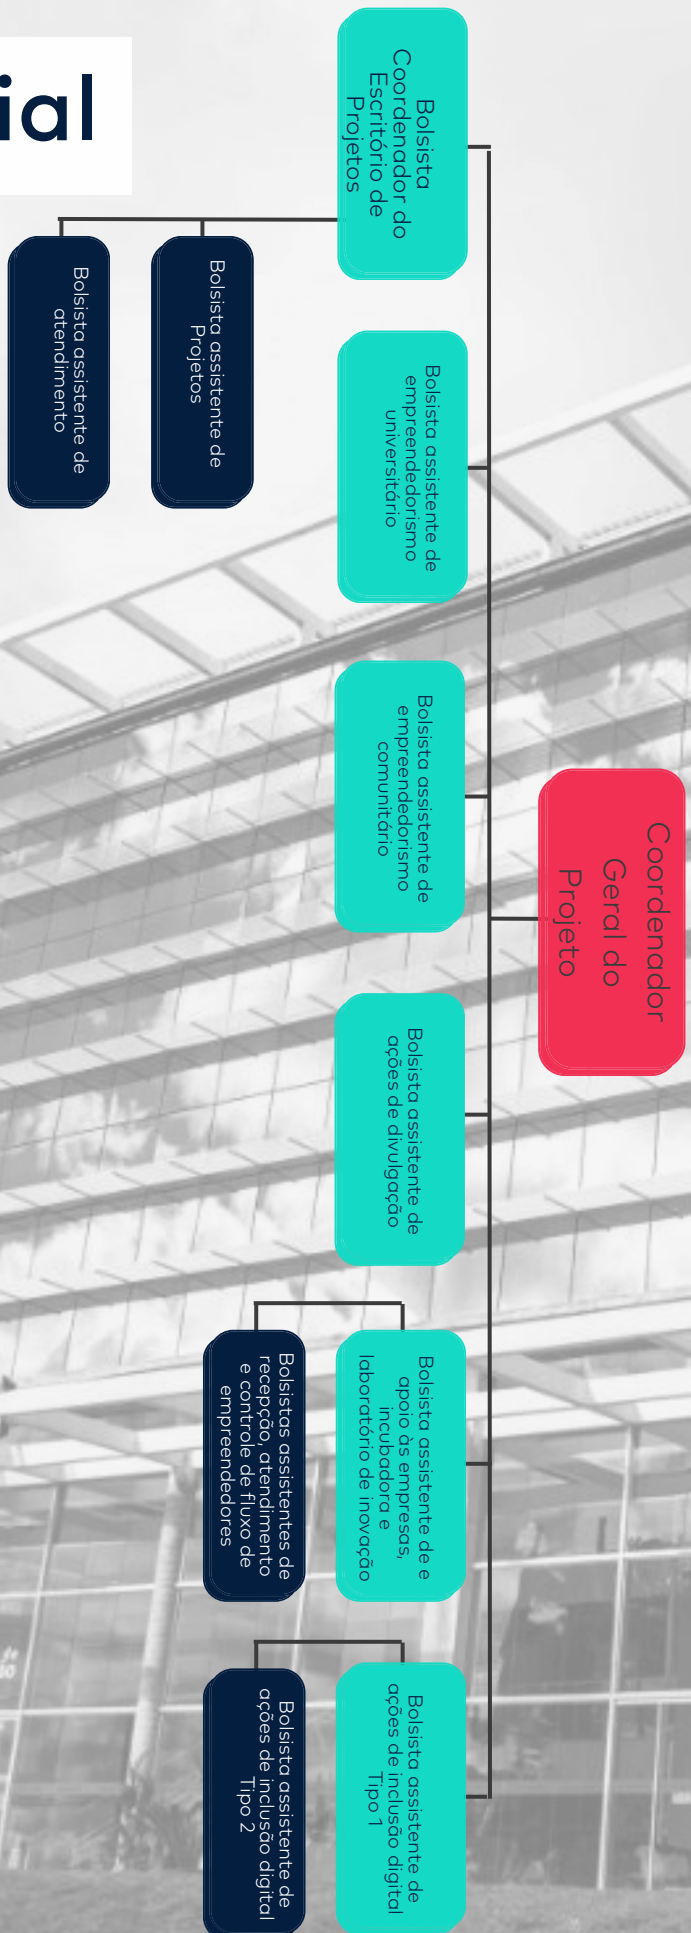 ial
Coordenador
Geral do
Projeto
Bolsista
Coordenador do
Escritório de
Projetos
Bolsista assistente de
empreendedorismo
universitário
Bolsista assistente de
empreendedorismo
comunitário
Bolsista assistente de
ações de divulgação
Bolsista assistente de e
apoio às empresas,
incubadora e
laboratório de inovação
Bolsista assistente de
ações de inclusão digital
Tipo 1
Bolsista assistente de
Projetos
Bolsista assistente de
atendimento
Bolsistas assistentes de
recepção, atendimento
e controle de fluxo de
empreendedores
Bolsista assistente de
ações de inclusão digital
Tipo 2